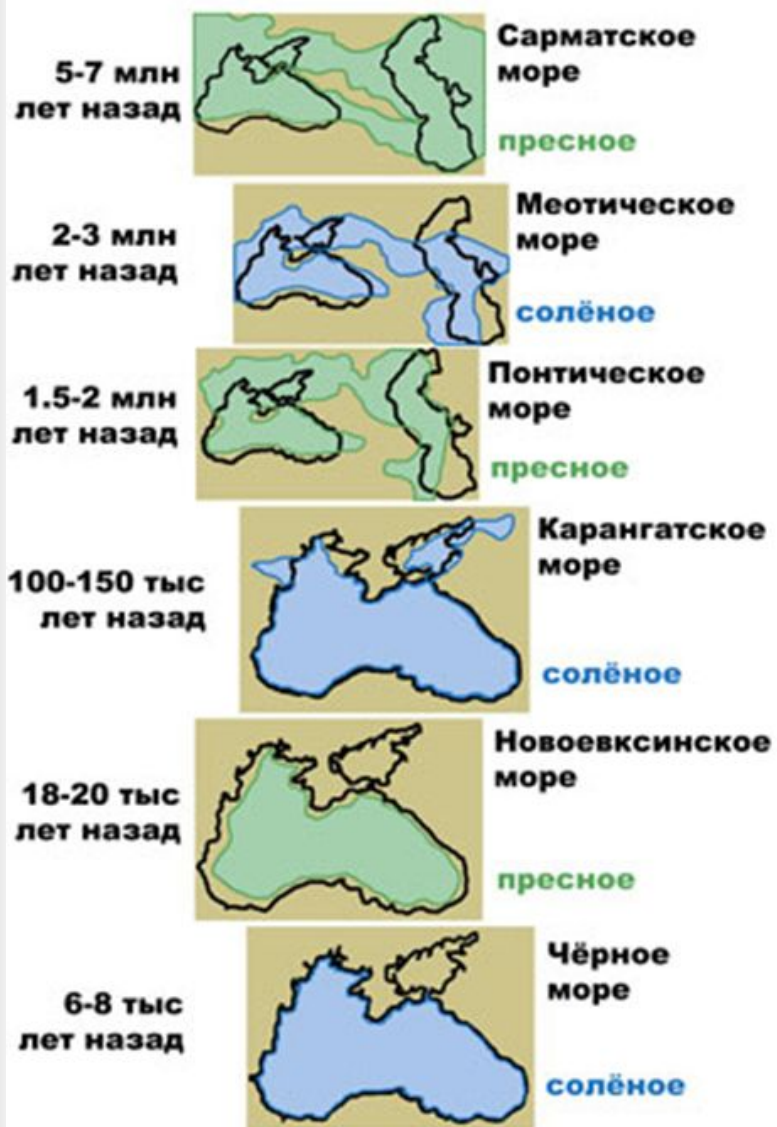 5-7 млн
лет назад
Сарматское
море
пресное
2-3 млн
лет назад
Меотическое
море
солёное
1.5-2 млн
лет назад
Понтическое
море
пресное
100-150 тыс
лет назад
Карангатское
море
солёное
18-20 тыс
лет назад
Новоевксинское
море
пресное
6-8 тыс
лет назад
Чёрное
море
солёное